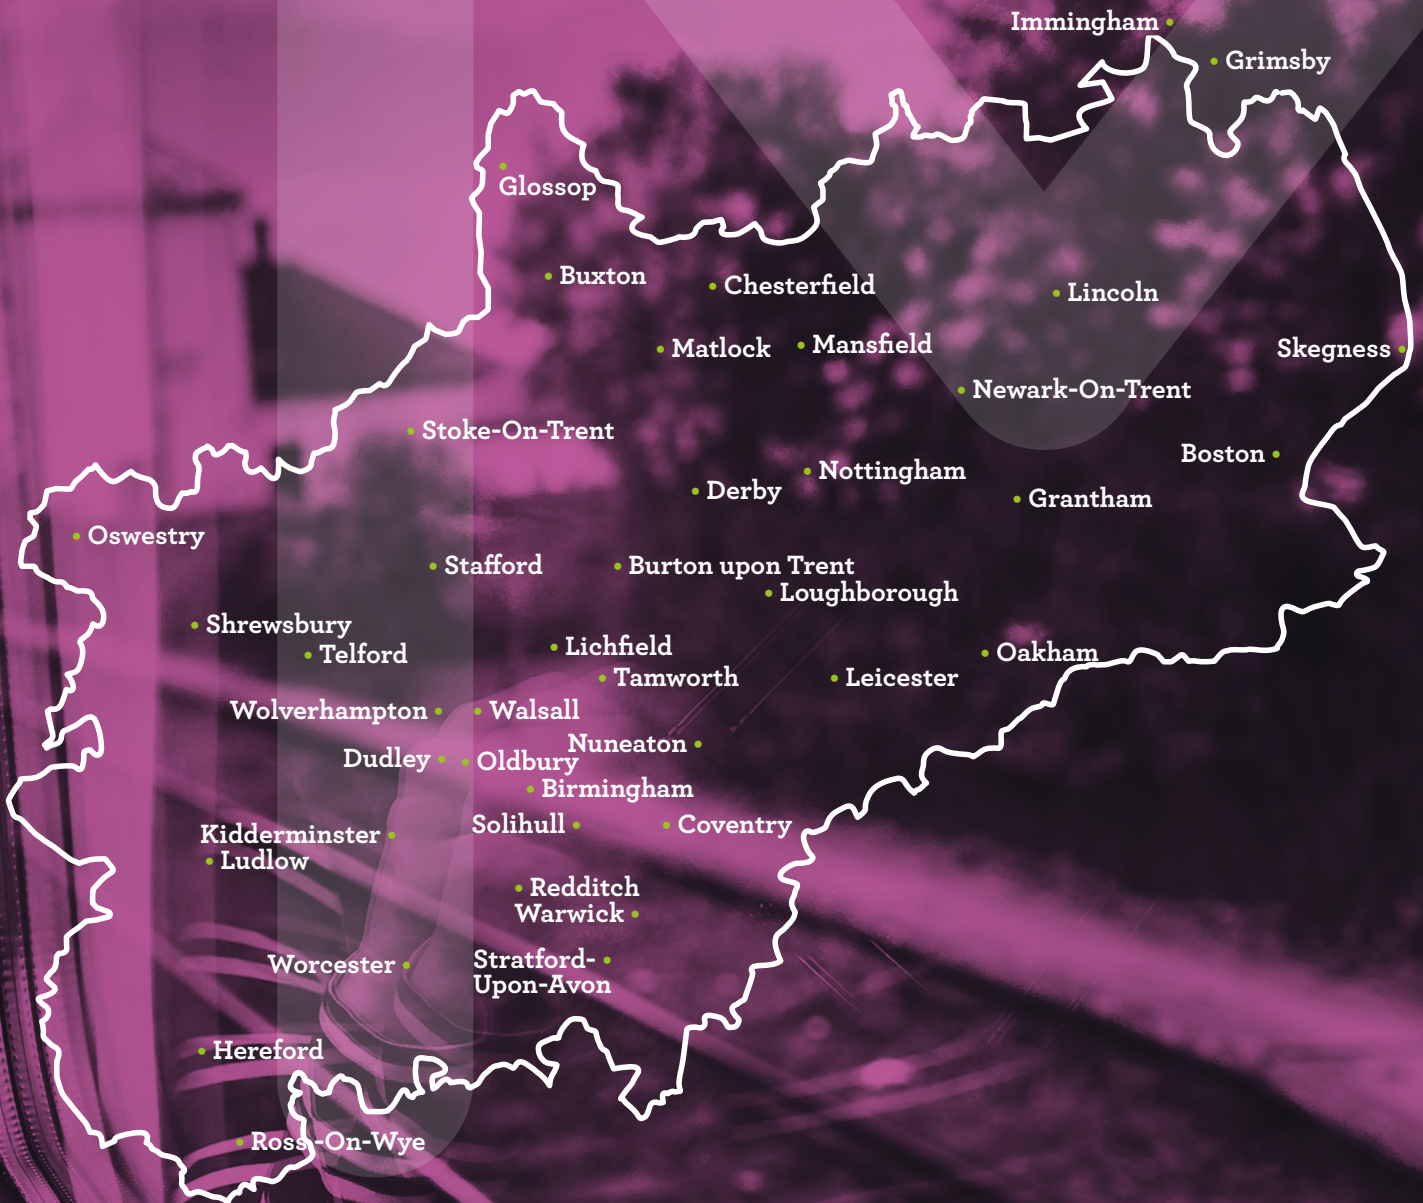 Immingham
Grimsby
Glossop
Buxton
Chesterfield
Lincoln
Matlock
Mansfield
Skegness
Newark-On-Trent
Stoke-On-Trent
Boston
Nottingham
Derby
Grantham
Oswestry
Stafford
Burton upon Trent
Loughborough
Shrewsbury
Telford
Lichfield
Oakham
Tamworth
Leicester
Wolverhampton
Walsall
Nuneaton
Dudley
Oldbury
Birmingham
Solihull
Coventry
Kidderminster
Ludlow
Redditch
Warwick
Worcester
Stratford-
Upon-Avon
Hereford
Ross-On-Wye